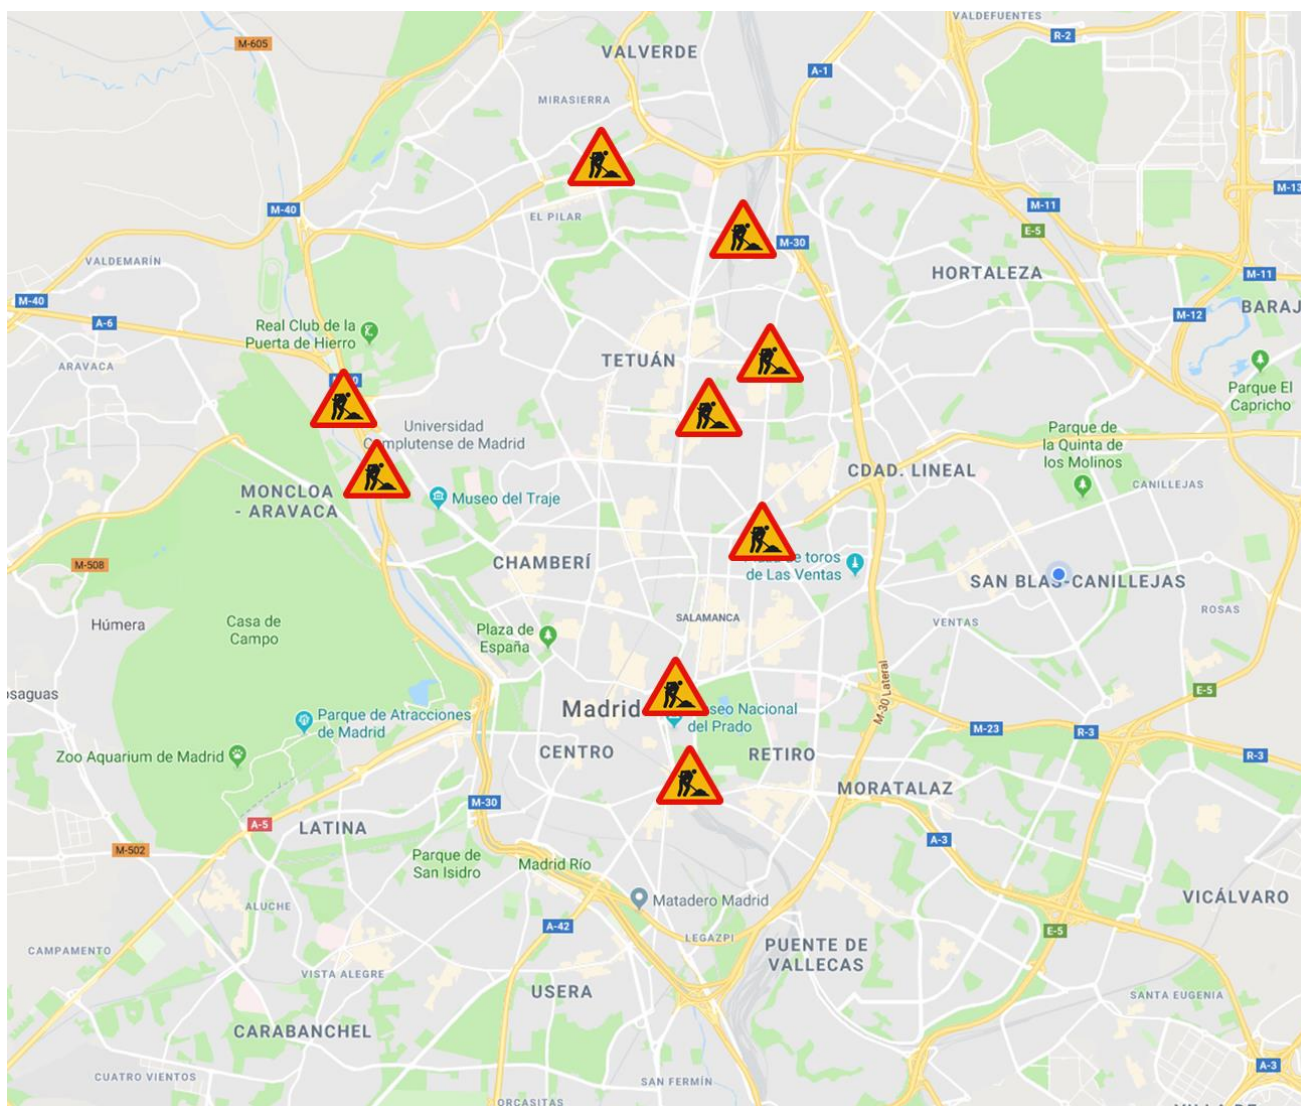 VALDEFUENTES
R-2
M-605
VALVERDE
A-1
MIRASIERRA
M-13
M-40
EL PILAR
M-11
E-5
M-30
VALDEMARÍN
HORTALEZA
M-11
M-40
A-6
M-12
BARAJ
Real Club de la
Puerta de Hierro
ARAVACA
TETUÁN
Parque El
Capricho
Universidad
Complutense de Madrid
Parque de
la Quinta de
los Molinos
CDAD. LINEAL
CANILLEJAS
MONCLOA
- ARAVACA
Museo del Traje
CHAMBERÍ
de toros
de Las Ventas
M-508
SAN BLAS-CANILLEJAS
ROSAS
Húmera
Casa de
Campo
SALAMANCA
VENTAS
Plaza de
España
osaguas
M-30 Lateral
E-5
Madrid
Parque de Atracciones
de Madrid
Nacional
del Prado
M-23
R-3
CENTRO
RETIRO
R-3
Zoo Aquarium de Madrid
MORATALAZ
M-30
A-5
LATINA
A-3
M-502
Parque de
San Isidro
Madrid Río
Matadero Madrid
VICÁLVARO
ALUCHE
A-42
E-5
LEGAZPI
CAMPAMENTO
PUENTE DE
VALLECAS
VISTA ALEGRE
USERA
SANTA EUGENIA
CARABANCHEL
A-3
CUATRO VIENTOS
SAN FERMÍN
ORCASITAS